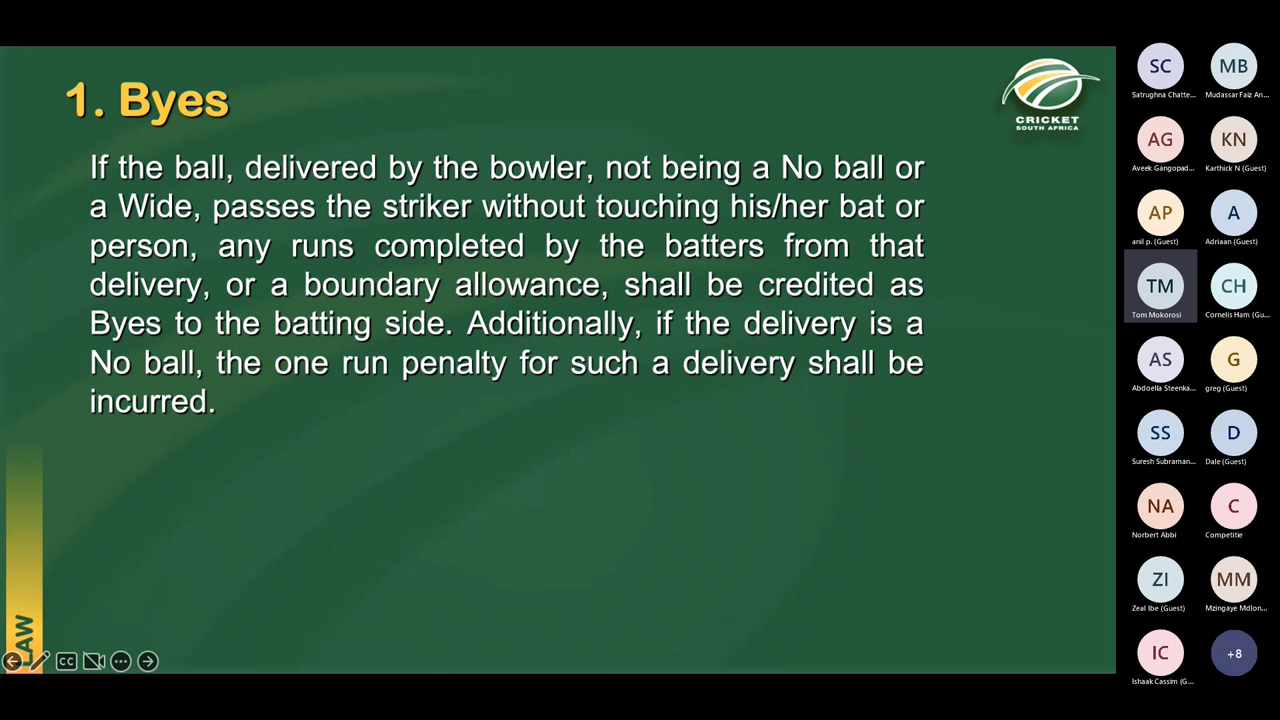 1. Byes
CRICKET
SOUTH AFRICA
If the ball, delivered by the bowler, not being a No ball or
a Wide, passes the striker without touching his/her bat or
person, any runs completed by the batters from that
delivery, or a boundary allowance, shall be credited as
Byes to the batting side. Additionally, if the delivery is a
No ball, the one run penalty for such a delivery shall be
incurred.
LAW
CC
SC
Satrughna Chatte...
MB
Mudassar Faiz An...
AG
Aveek Gangopad...
KN
Karthick N (Guest)
AP
anil p. (Guest)
A
Adriaan (Guest)
TM
Tom Mokorosi
CH
Cornelis Ham (Gu...
AS
Abdoella Steenka...
G
greg (Guest)
SS
Suresh Subraman...
D
Dale (Guest)
NA
Norbert Abbi
C
Competitie
ZI
Zeal Ibe (Guest)
MM
Mzingaye Mdlon...
IC
Ishaak Cassim (G...
+8